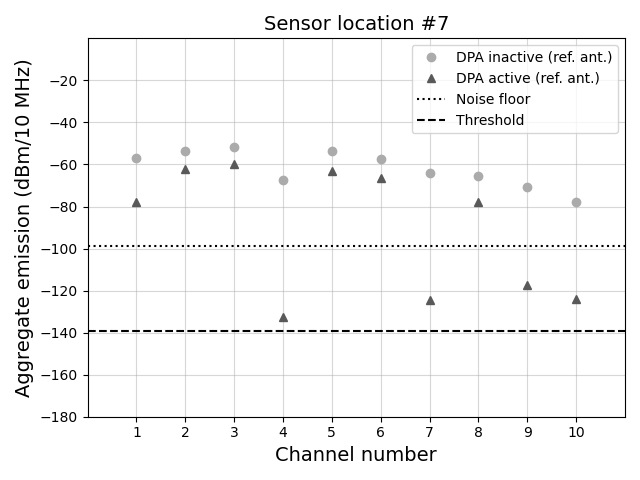 Sensor location #7
DPA inactive (ref. ant.)
DPA active (ref. ant.)
Noise floor
Threshold
Aggregate emission (dBm/10 MHz)
−20
−40
−60
−80
−100
−120
−140
−160
−180
1 2 3 4 5 6 7 8 9 10
Channel number